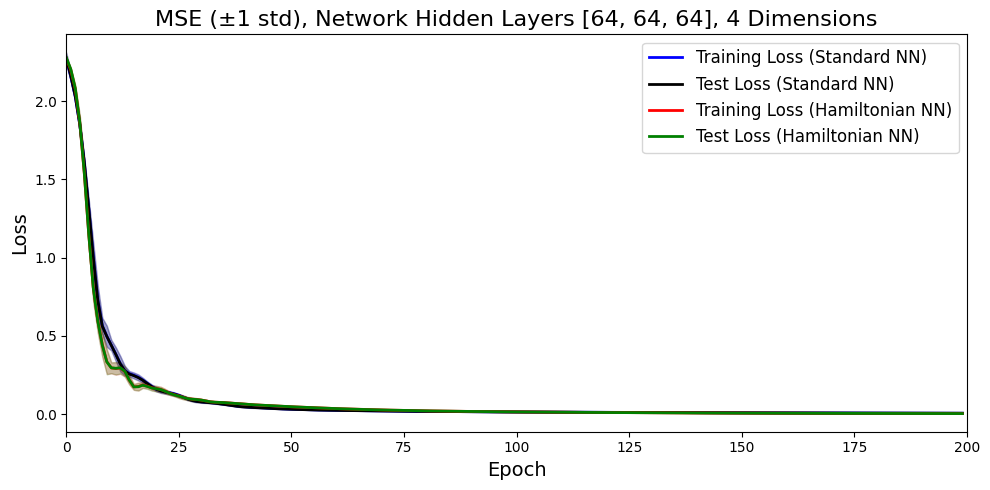 MSE (±1 std), Network Hidden Layers [64, 64, 64], 4 Dimensions
Training Loss (Standard NN)
Test Loss (Standard NN)
Training Loss (Hamiltonian NN)
Test Loss (Hamiltonian NN)
Loss
2.0
1.5
1.0
0.5
0.0
0 25 50 75 100 125 150 175 200
Epoch